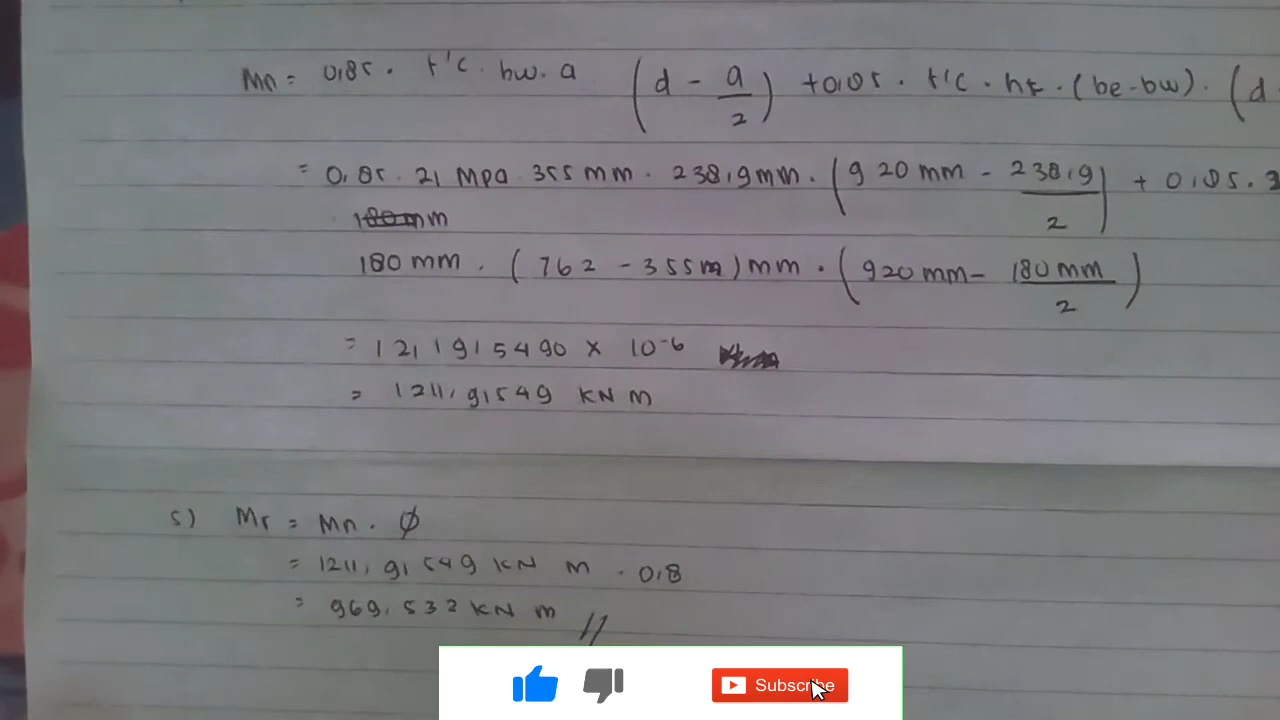 Mn = 0,85 . f'c . bw . a (d - a/2) + 0,85 . f'c . hf . (be - bw) . (d
= 0,85 . 21 MPa 355 mm . 238,9 mm . (920 mm - 238,9/2) + 0,85 .
180 mm
180 mm . (762 - 355 m) mm . (920 mm - 180 mm/2)
= 1211915490 x 10-6
= 1211,91549 KN m
5) Mr = Mn . ø
= 1211,91549 KN m . 0,8
= 969,532 KN m //
Subscribe